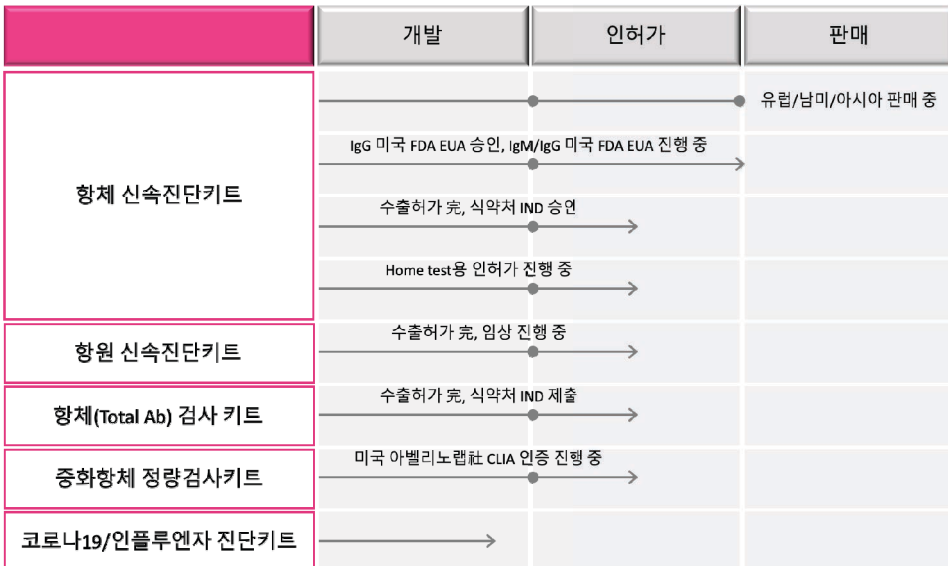 개발 인허가 판매
유럽/남미/아시아 판매 중
IgG 미국 FDA EUA 승인, IgM/IgG 미국 FDA EUA 진행 중
항체 신속진단키트
수출허가 完, 식약처 IND 승인
Home test용 인허가 진행 중
수출허가 完, 임상 진행 중
항원 신속진단키트
수출허가 完, 식약처 IND 제출
항체(Total Ab) 검사 키트
미국 아벨리노랩社 CLIA 인증 진행 중
중화항체 정량검사키트
코로나19/인플루엔자 진단키트